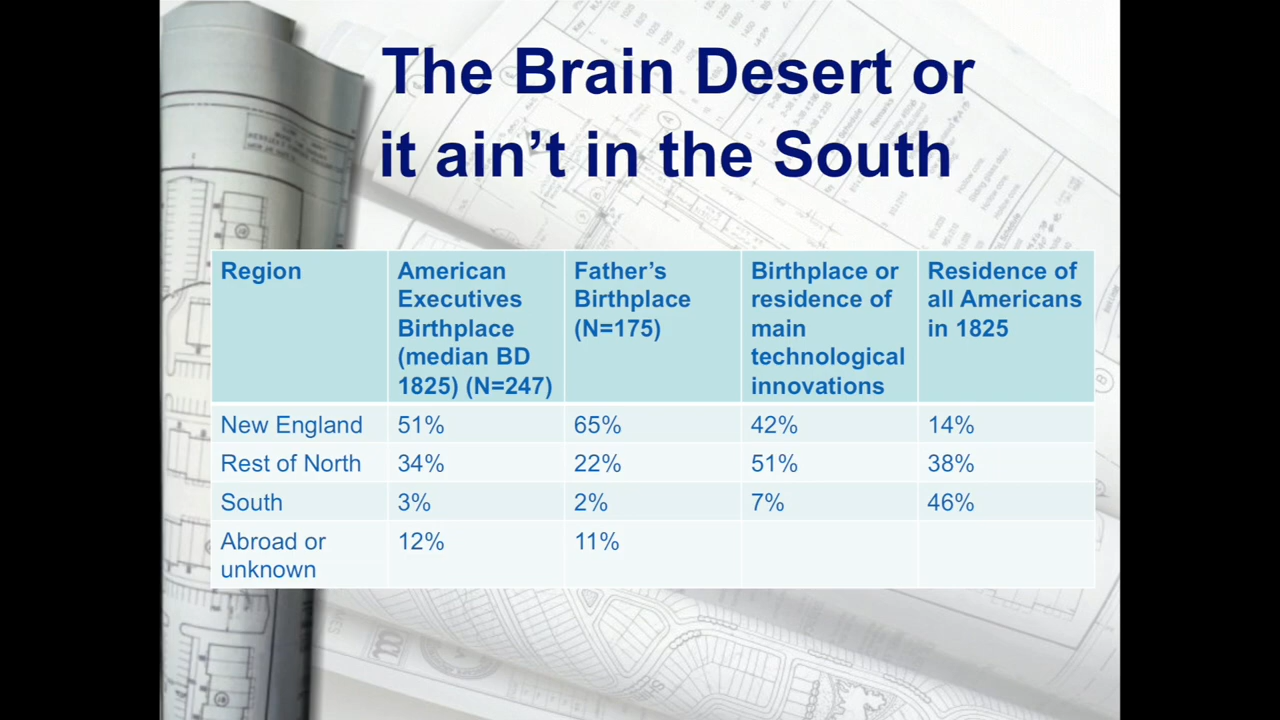 The Brain Desert or
it ain't in the South
Region
American
Executives
Birthplace
(median BD
1825) (N=247)
Father's
Birthplace
(N=175)
Birthplace or
residence of
main
technological
innovations
Residence of
all Americans
in 1825
New England 51% 65% 42% 14%
Rest of North 34% 22% 51% 38%
South 3% 2% 7% 46%
Abroad or
unknown
12% 11%